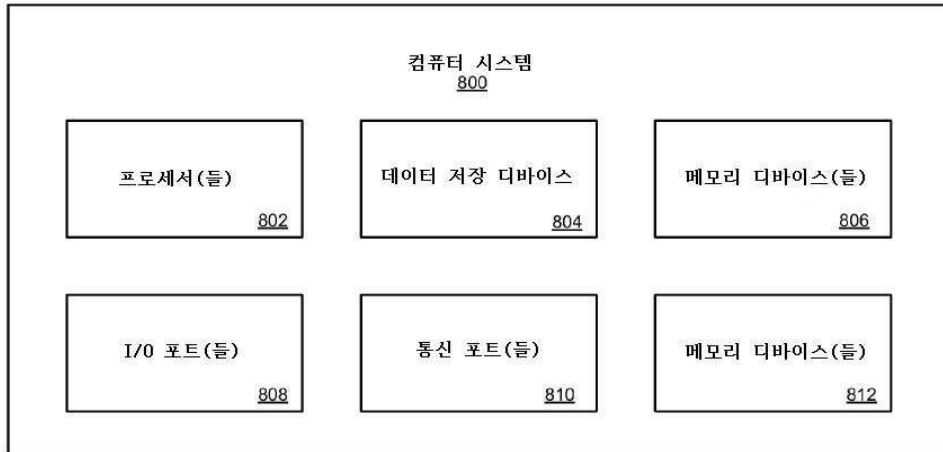 컴퓨터 시스템
800
프로세서(들)
802
데이터 저장 디바이스
804
메모리 디바이스(들)
806
I/O 포트(들)
808
통신 포트(들)
810
메모리 디바이스(들)
812